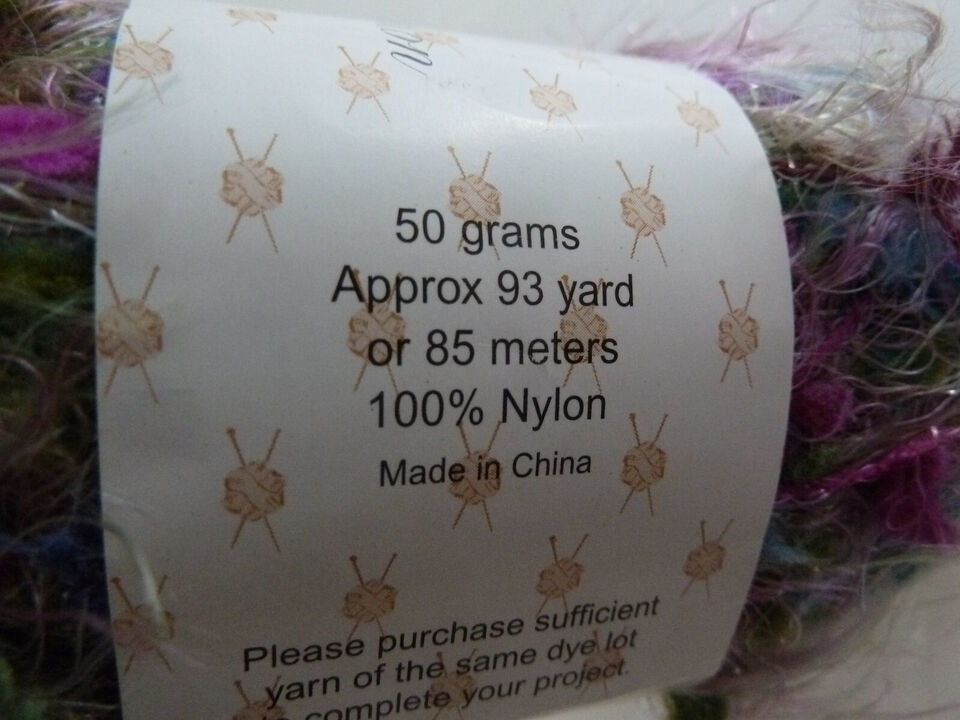 50 grams
Approx 93 yard
or 85 meters
100% Nylon
Made in China
Please purchase sufficient
yarn of the same dye lot
to complete your project.